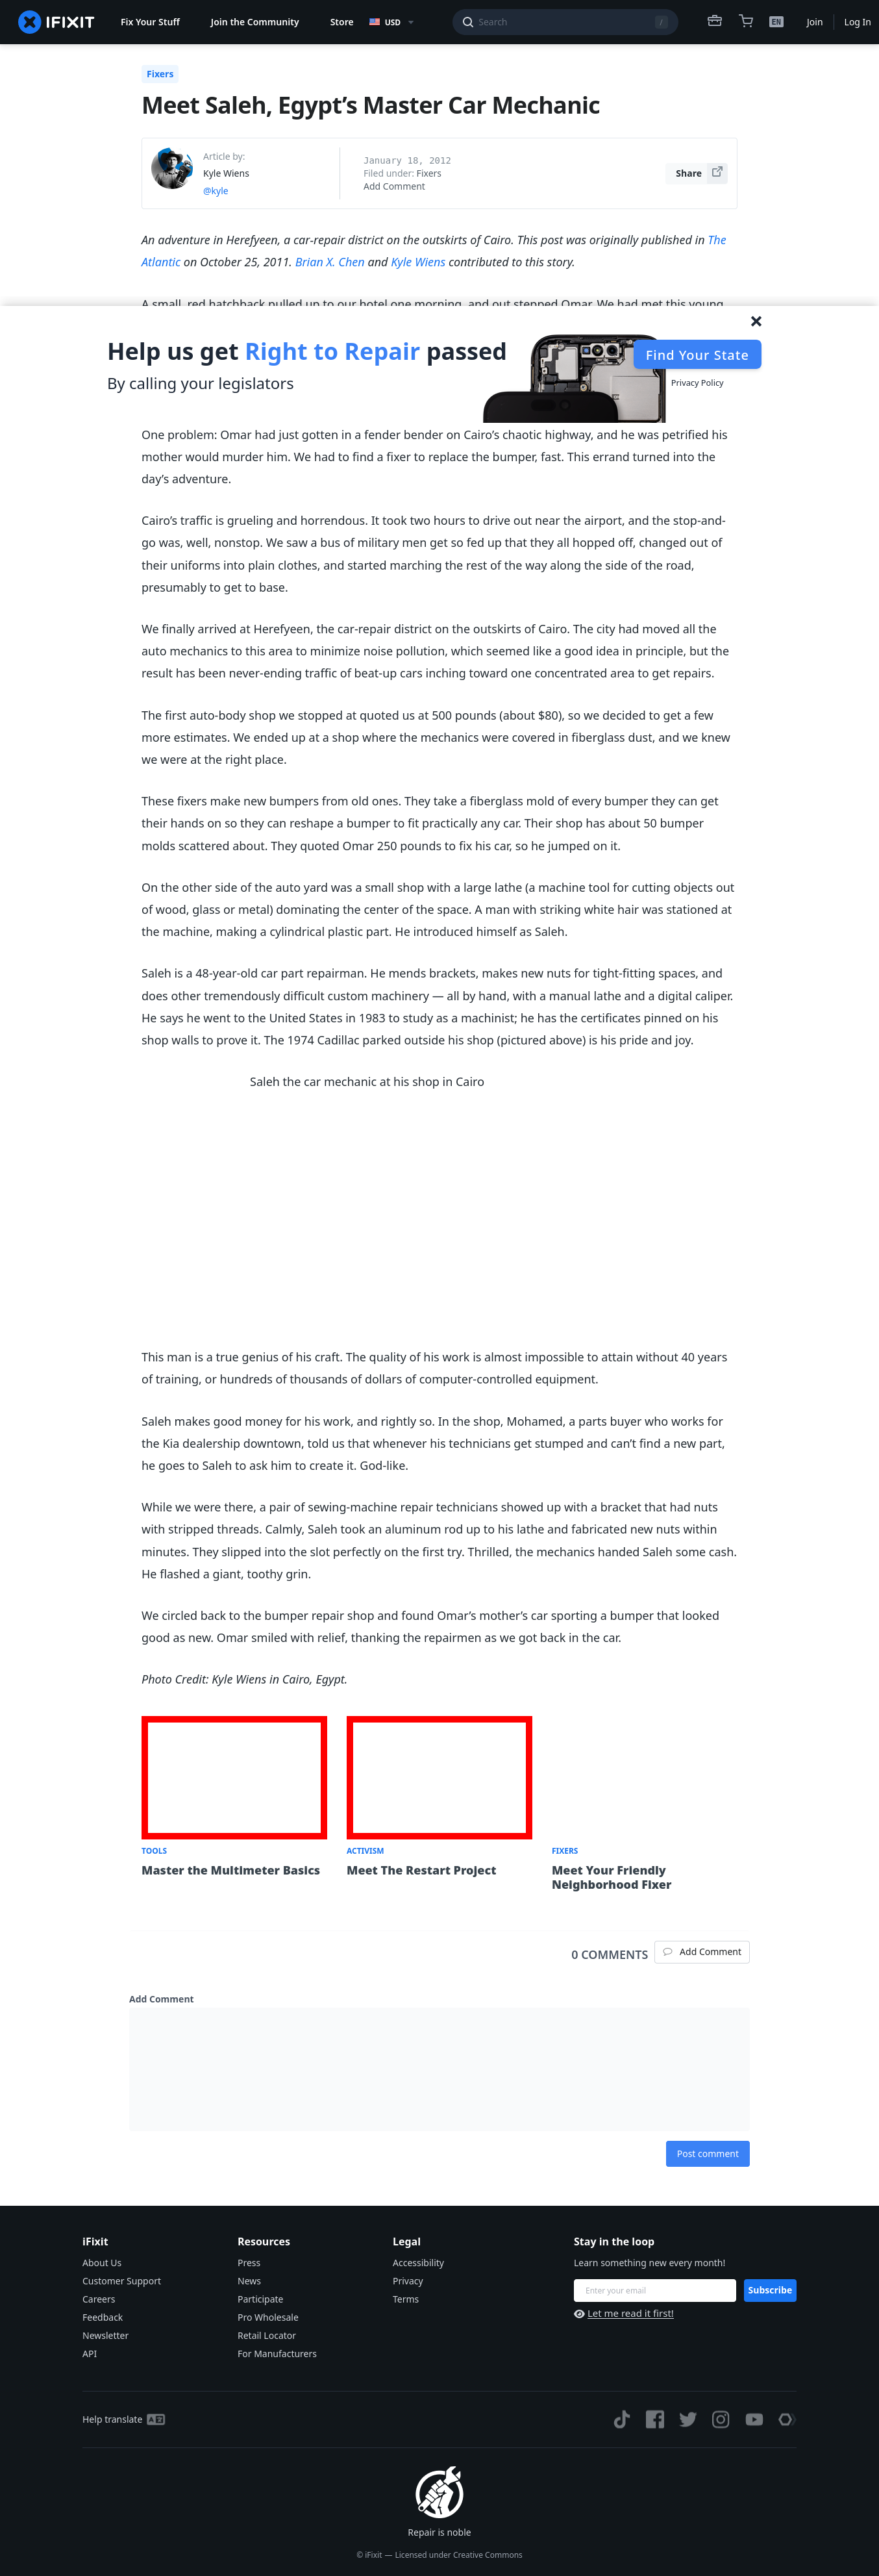 IFIXIT
Fix Your Stuff
Join the Community
Store
USD
Search
/
EN
Join
Log In
Fixers
Meet Saleh, Egypt’s Master Car Mechanic
Article by:
Kyle Wiens
@kyle
January 18, 2012
Filed under: Fixers
Add Comment
Share
An adventure in Herefyeen, a car-repair district on the outskirts of Cairo. This post was originally published in The
Atlantic on October 25, 2011. Brian X. Chen and Kyle Wiens contributed to this story.
A small, red hatchback pulled up to our hotel one morning, and out stepped Omar. We had met this young
Help us get Right to Repair passed
By calling your legislators
Find Your State
Privacy Policy
One problem: Omar had just gotten in a fender bender on Cairo’s chaotic highway, and he was petrified his
mother would murder him. We had to find a fixer to replace the bumper, fast. This errand turned into the
day’s adventure.
Cairo’s traffic is grueling and horrendous. It took two hours to drive out near the airport, and the stop-and-
go was, well, nonstop. We saw a bus of military men get so fed up that they all hopped off, changed out of
their uniforms into plain clothes, and started marching the rest of the way along the side of the road,
presumably to get to base.
We finally arrived at Herefyeen, the car-repair district on the outskirts of Cairo. The city had moved all the
auto mechanics to this area to minimize noise pollution, which seemed like a good idea in principle, but the
result has been never-ending traffic of beat-up cars inching toward one concentrated area to get repairs.
The first auto-body shop we stopped at quoted us at 500 pounds (about $80), so we decided to get a few
more estimates. We ended up at a shop where the mechanics were covered in fiberglass dust, and we knew
we were at the right place.
These fixers make new bumpers from old ones. They take a fiberglass mold of every bumper they can get
their hands on so they can reshape a bumper to fit practically any car. Their shop has about 50 bumper
molds scattered about. They quoted Omar 250 pounds to fix his car, so he jumped on it.
On the other side of the auto yard was a small shop with a large lathe (a machine tool for cutting objects out
of wood, glass or metal) dominating the center of the space. A man with striking white hair was stationed at
the machine, making a cylindrical plastic part. He introduced himself as Saleh.
Saleh is a 48-year-old car part repairman. He mends brackets, makes new nuts for tight-fitting spaces, and
does other tremendously difficult custom machinery — all by hand, with a manual lathe and a digital caliper.
He says he went to the United States in 1983 to study as a machinist; he has the certificates pinned on his
shop walls to prove it. The 1974 Cadillac parked outside his shop (pictured above) is his pride and joy.
Saleh the car mechanic at his shop in Cairo
This man is a true genius of his craft. The quality of his work is almost impossible to attain without 40 years
of training, or hundreds of thousands of dollars of computer-controlled equipment.
Saleh makes good money for his work, and rightly so. In the shop, Mohamed, a parts buyer who works for
the Kia dealership downtown, told us that whenever his technicians get stumped and can’t find a new part,
he goes to Saleh to ask him to create it. God-like.
While we were there, a pair of sewing-machine repair technicians showed up with a bracket that had nuts
with stripped threads. Calmly, Saleh took an aluminum rod up to his lathe and fabricated new nuts within
minutes. They slipped into the slot perfectly on the first try. Thrilled, the mechanics handed Saleh some cash.
He flashed a giant, toothy grin.
We circled back to the bumper repair shop and found Omar’s mother’s car sporting a bumper that looked
good as new. Omar smiled with relief, thanking the repairmen as we got back in the car.
Photo Credit: Kyle Wiens in Cairo, Egypt.
TOOLS
Master the Multimeter Basics
ACTIVISM
Meet The Restart Project
FIXERS
Meet Your Friendly
Neighborhood Fixer
0 COMMENTS
Add Comment
Add Comment
Post comment
iFixit
About Us
Customer Support
Careers
Feedback
Newsletter
API
Resources
Press
News
Participate
Pro Wholesale
Retail Locator
For Manufacturers
Legal
Accessibility
Privacy
Terms
Stay in the loop
Learn something new every month!
Enter your email
Subscribe
Let me read it first!
Help translate
Repair is noble
© iFixit — Licensed under Creative Commons